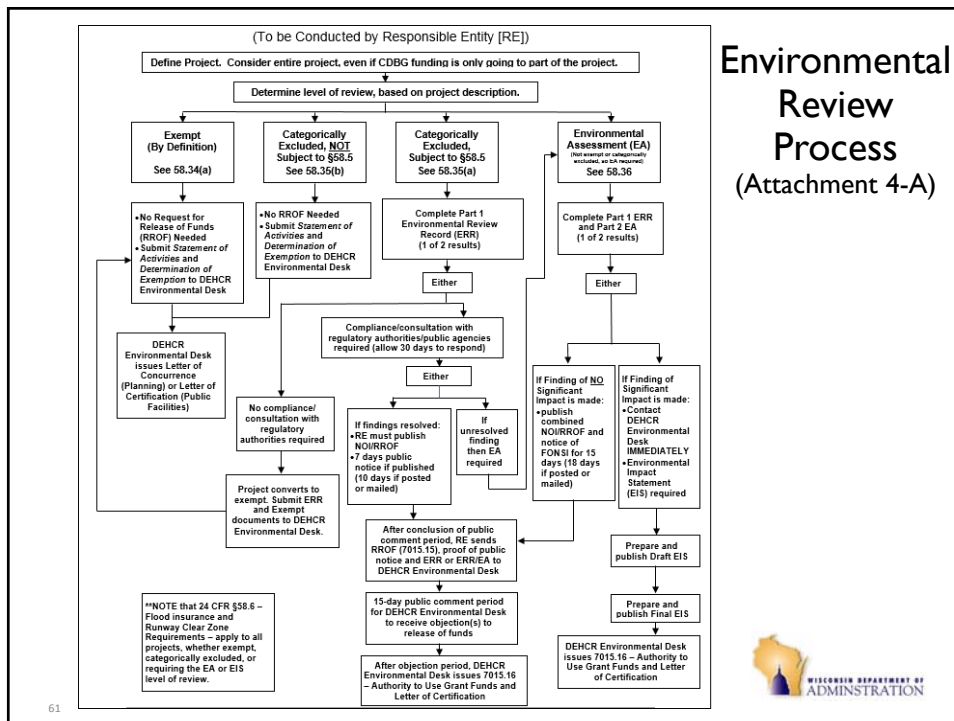 (To be Conducted by Responsible Entity [RE])
Define Project. Consider entire project, even if CDBG funding is only going to part of the project.
Determine level of review, based on project description.
Exempt
(By Definition)
See 58.34(a)
Categorically
Excluded, NOT
Subject to §58.5
See 58.35(b)
Categorically
Excluded,
Subject to §58.5
See 58.35(a)
Environmental
Assessment (EA)
(Not exempt or categorically
excluded, so EA required)
See 58.36
•No Request for
Release of Funds
(RROF) Needed
•Submit Statement of
Activities and
Determination of
Exemption to DEHCR
Environmental Desk
•No RROF Needed
•Submit Statement of
Activities and
Determination of
Exemption to DEHCR
Environmental Desk
Complete Part 1
Environmental Review
Record (ERR)
(1 of 2 results)
Complete Part 1 ERR
and Part 2 EA
(1 of 2 results)
Either
Either
DEHCR
Environmental Desk
issues Letter of
Concurrence
(Planning) or Letter of
Certification (Public
Facilities)
Compliance/consultation with
regulatory authorities/public agencies
required (allow 30 days to respond)
Either
No compliance/
consultation with
regulatory
authorities required
If findings resolved:
•RE must publish
NOI/RROF
•7 days public
notice if published
(10 days if posted
or mailed)
If
unresolved
finding
then EA
required
If Finding of NO
Significant
Impact is made:
•publish
combined
NOI/RROF and
notice of
FONSI for 15
days (18 days
if posted or
mailed)
If Finding of
Significant
Impact is made:
•Contact
DEHCR
Environmental
Desk
IMMEDIATELY
•Environmental
Impact
Statement
(EIS) required
Project converts to
exempt. Submit ERR
and Exempt
documents to DEHCR
Environmental Desk.
After conclusion of public
comment period, RE sends
RROF (7015.15), proof of public
notice and ERR or ERR/EA to
DEHCR Environmental Desk
Prepare and
publish Draft EIS
15-day public comment period
for DEHCR Environmental Desk
to receive objection(s) to
release of funds
Prepare and
publish Final EIS
**NOTE that 24 CFR §58.6 –
Flood insurance and
Runway Clear Zone
Requirements – apply to all
projects, whether exempt,
categorically excluded, or
requiring the EA or EIS
level of review.
After objection period, DEHCR
Environmental Desk issues 7015.16
– Authority to Use Grant Funds and
Letter of Certification
DEHCR Environmental Desk
issues 7015.16 – Authority to
Use Grant Funds and Letter
of Certification
Environmental
Review
Process
(Attachment 4-A)
WISCONSIN DEPARTMENT OF
ADMINSTRATION
61